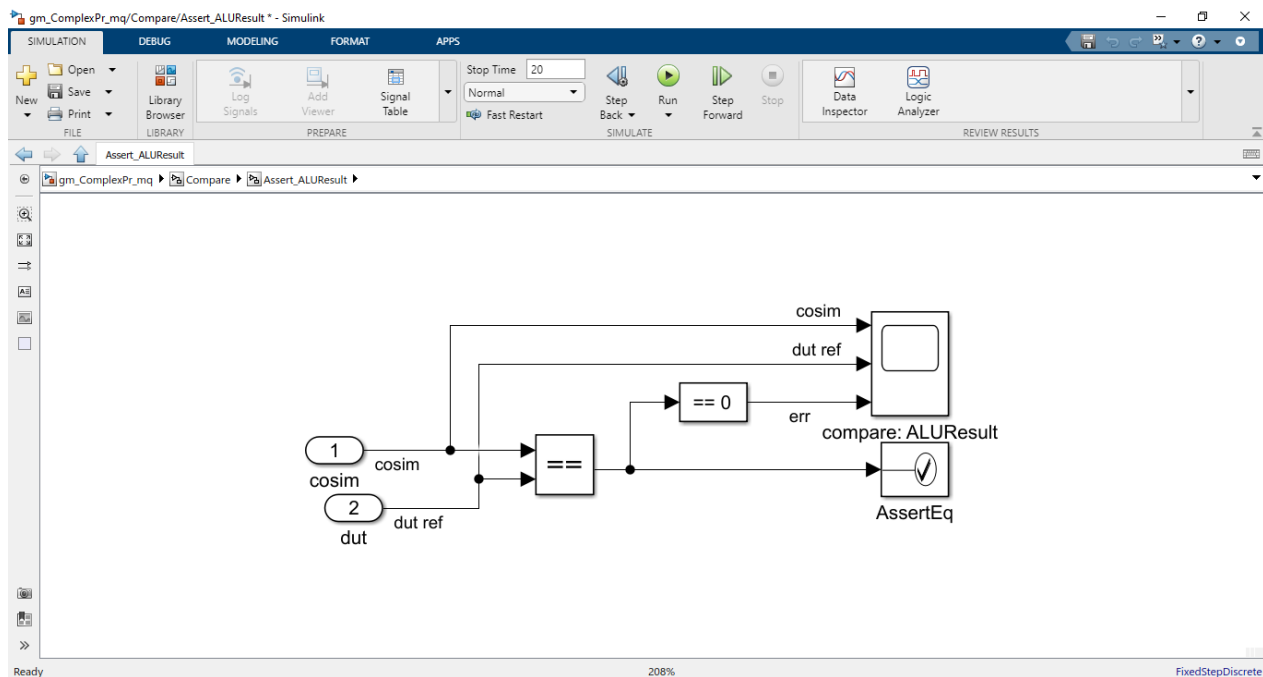 gm_ComplexPr_mq/Compare/Assert_ALUResult * - Simulink
SIMULATION DEBUG MODELING FORMAT APPS
New
Open
Save
Print
FILE
Library Browser
LIBRARY
Log Signals
Add Viewer
Signal Table
PREPARE
Stop Time 20
Normal
Fast Restart
Step Back
Run
Step Forward
Stop
SIMULATE
Data Inspector
Logic Analyzer
REVIEW RESULTS
Assert_ALUResult
gm_ComplexPr_mq Compare Assert_ALUResult
cosim
dut ref
== 0
err
compare: ALUResult
1
cosim
cosim
==
2
dut ref
dut
AssertEq
Ready
208%
FixedStepDiscrete